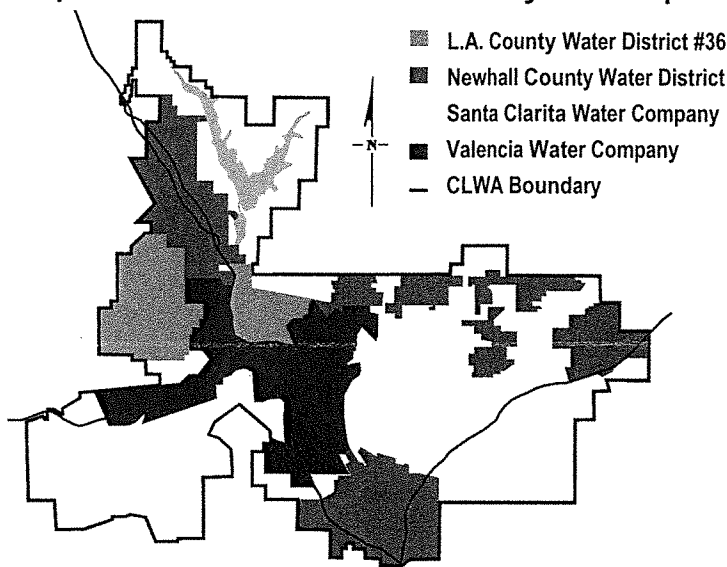 L.A. County Water District #36
Newhall County Water District
Santa Clarita Water Company
Valencia Water Company
CLWA Boundary
N